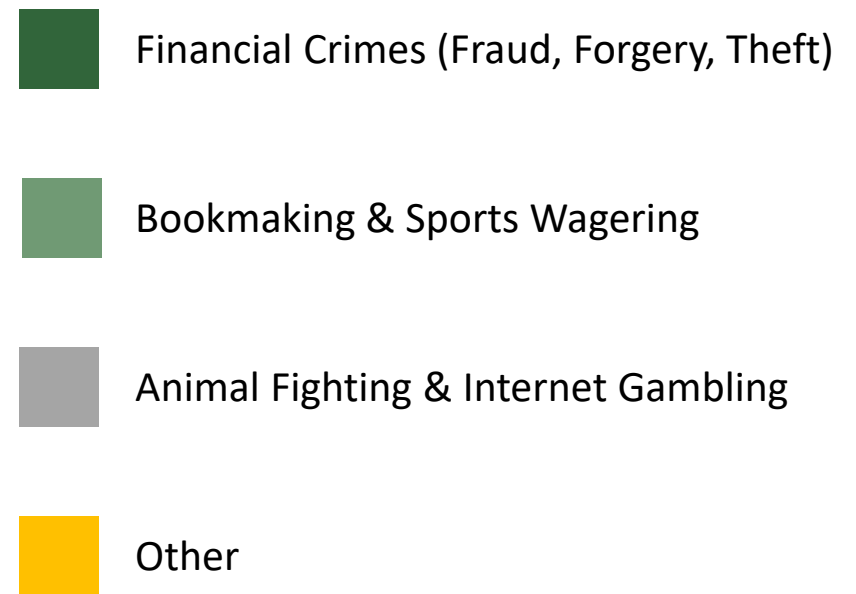 Financial Crimes (Fraud, Forgery, Theft)
Bookmaking & Sports Wagering
Animal Fighting & Internet Gambling
Other